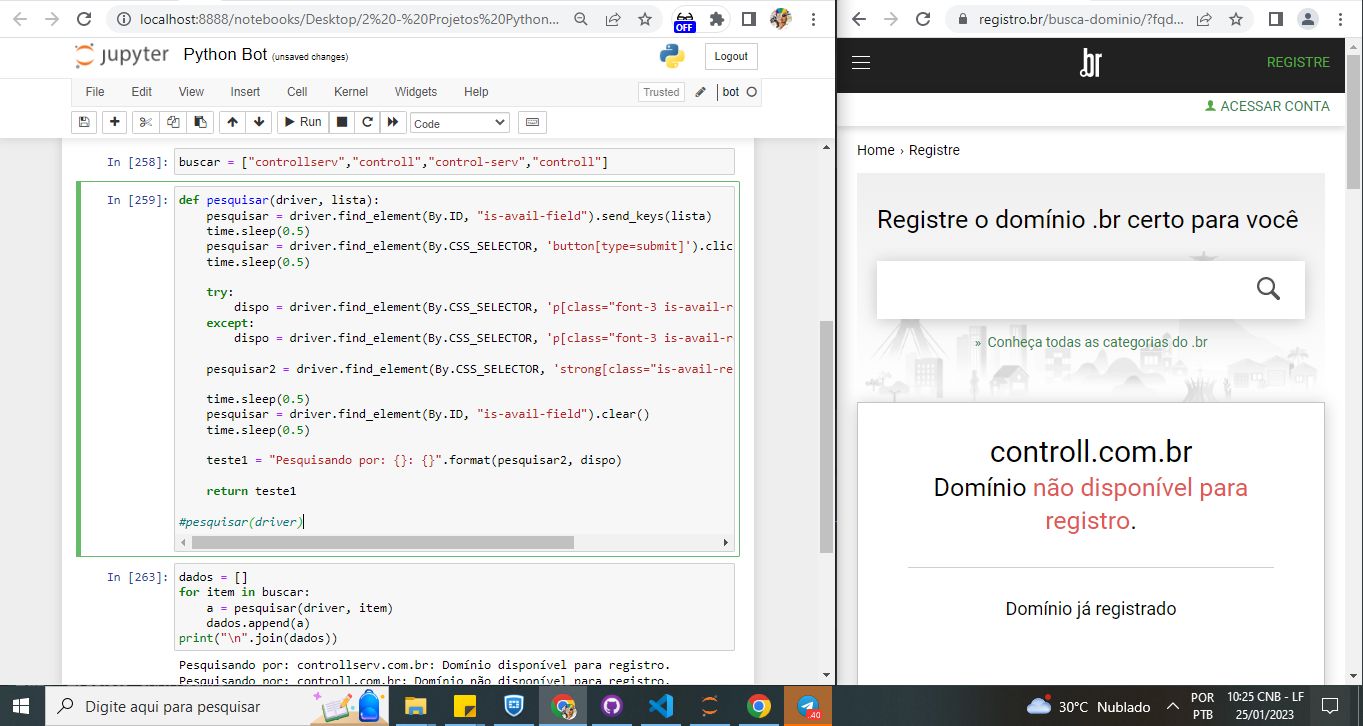 localhost:8888/notebooks/Desktop/2%20-%20Projetos%20Python...
OFF
jupyter Python Bot (unsaved changes)
Logout
File Edit View Insert Cell Kernel Widgets Help
Trusted
bot
Run
Code
In [258]: buscar = ["controllserv","controll","control-serv","controll"]
In [259]: def pesquisar(driver, lista):
pesquisar = driver.find_element(By.ID, "is-avail-field").send_keys(lista)
time.sleep(0.5)
pesquisar = driver.find_element(By.CSS_SELECTOR, 'button[type=submit]').clic
time.sleep(0.5)
try:
dispo = driver.find_element(By.CSS_SELECTOR, 'p[class="font-3 is-avail-r
except:
dispo = driver.find_element(By.CSS_SELECTOR, 'p[class="font-3 is-avail-r
pesquisar2 = driver.find_element(By.CSS_SELECTOR, 'strong[class="is-avail-re
time.sleep(0.5)
pesquisar = driver.find_element(By.ID, "is-avail-field").clear()
time.sleep(0.5)
teste1 = "Pesquisando por: {}: {}".format(pesquisar2, dispo)
return teste1
#pesquisar(driver)
In [263]: dados = []
for item in buscar:
a = pesquisar(driver, item)
dados.append(a)
print("\n".join(dados))
Pesquisando por: controllserv.com.br: Domínio disponível para registro.
Pesquisando por: controll.com.br: Domínio não disponível para registro.
registro.br/busca-dominio/?fqd...
.br
REGISTRE
ACESSAR CONTA
Home › Registre
Registre o domínio .br certo para você
» Conheça todas as categorias do .br
controll.com.br
Domínio não disponível para
registro.
Domínio já registrado
Digite aqui para pesquisar
40
30°C Nublado
POR
PTB
10:25 CNB - LF
25/01/2023